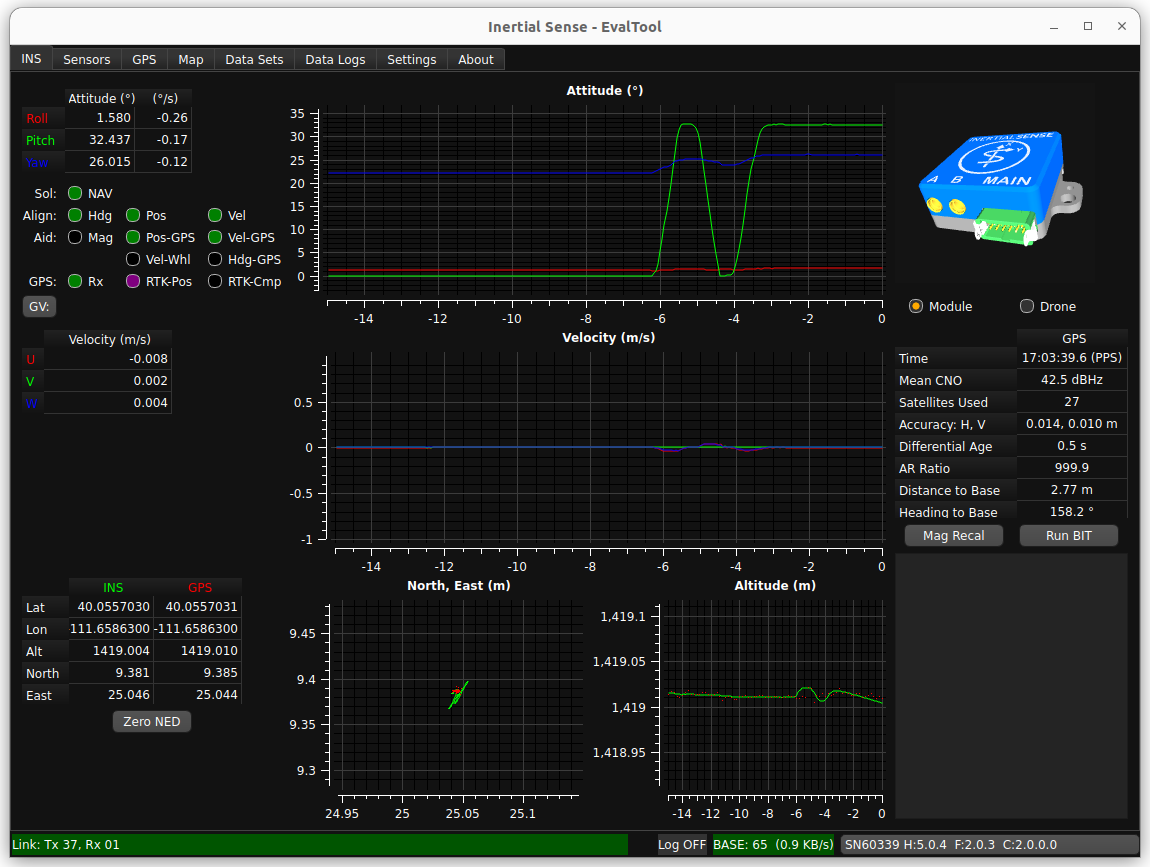 Inertial Sense - EvalTool
INS Sensors GPS Map Data Sets Data Logs Settings About
Attitude (°) (°/s)
Roll 1.580 -0.26
Pitch 32.437 -0.17
Yaw 26.015 -0.12
Sol: NAV
Align: Hdg Pos Vel
Aid: Mag Pos-GPS Vel-GPS
Vel-Whl Hdg-GPS
GPS: Rx RTK-Pos RTK-Cmp
GV:
Attitude (°)
35
30
25
20
15
10
5
0
-14 -12 -10 -8 -6 -4 -2 0
INERTIALSENSE
X
Y
A B MAIN
Module Drone
Velocity (m/s)
U -0.008
V 0.002
W 0.004
Velocity (m/s)
0.5
0
-0.5
-1
-14 -12 -10 -8 -6 -4 -2 0
GPS
Time 17:03:39.6 (PPS)
Mean CNO 42.5 dBHz
Satellites Used 27
Accuracy: H, V 0.014, 0.010 m
Differential Age 0.5 s
AR Ratio 999.9
Distance to Base 2.77 m
Heading to Base 158.2 °
Mag Recal Run BIT
INS GPS
Lat 40.0557030 40.0557031
Lon 111.6586300 -111.6586300
Alt 1419.004 1419.010
North 9.381 9.385
East 25.046 25.044
Zero NED
North, East (m)
9.45
9.4
9.35
9.3
24.95 25 25.05 25.1
Altitude (m)
1,419.1
1,419.05
1,419
1,418.95
-14 -12 -10 -8 -6 -4 -2 0
Link: Tx 37, Rx 01 Log OFF BASE: 65 (0.9 KB/s) SN60339 H:5.0.4 F:2.0.3 C:2.0.0.0